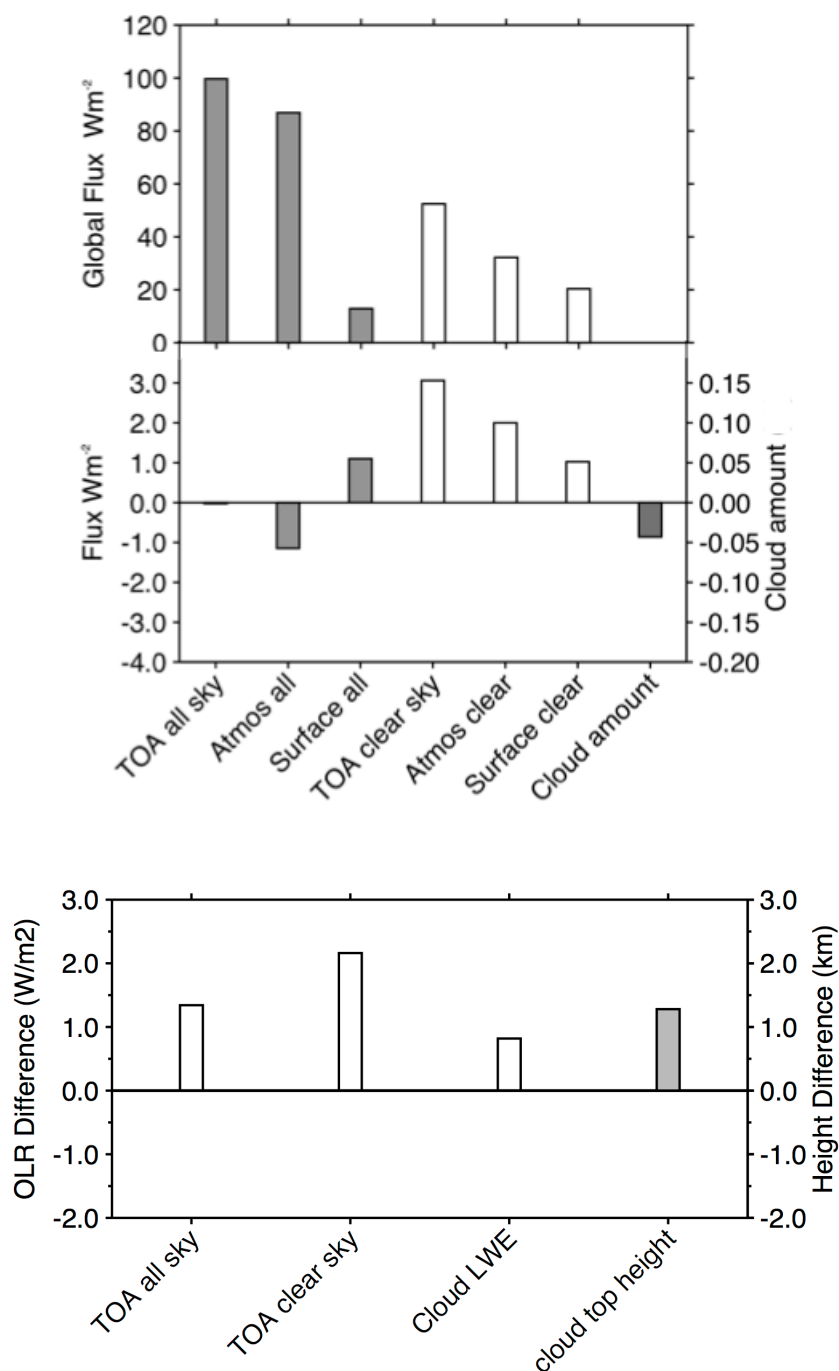 120
100
80
60
40
20
0
Global Flux Wm-2
3.0
2.0
1.0
0.0
-1.0
-2.0
-3.0
-4.0
Flux Wm-2
0.15
0.10
0.05
0.00
-0.05
-0.10
-0.15
-0.20
Cloud amount (
TOA all sky
Atmos all
Surface all
TOA clear sky
Atmos clear
Surface clear
Cloud amount
3.0
2.0
1.0
0.0
-1.0
-2.0
OLR Difference (W/m2)
3.0
2.0
1.0
0.0
-1.0
-2.0
Height Difference (km)
TOA all sky
TOA clear sky
Cloud LWE
cloud top height